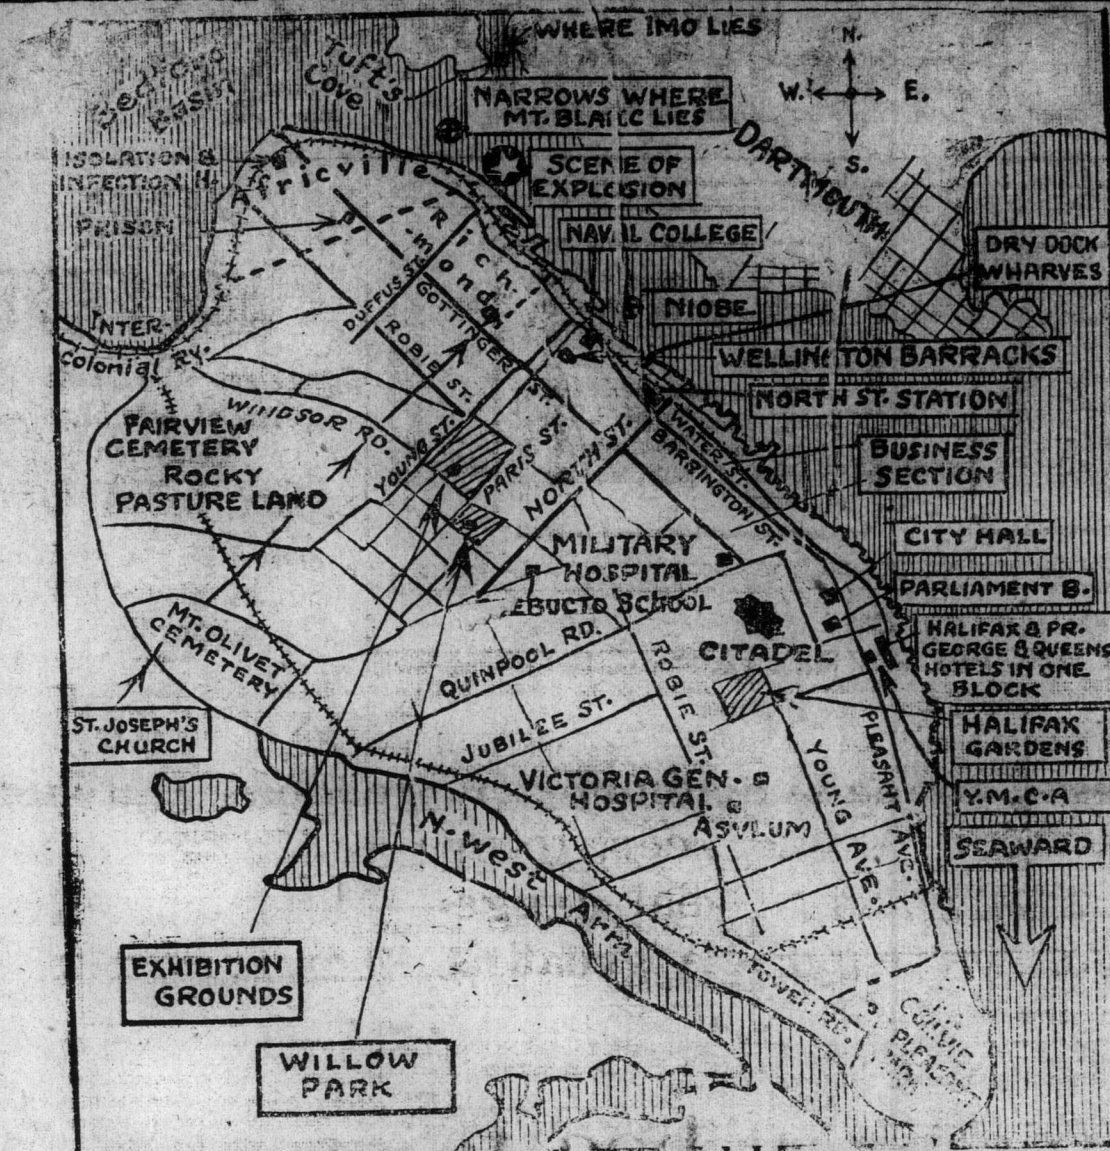 WHERE IMO LIES
N.
W. E.
S.
Tuft's
Cove
Basin
NARROWS WHERE
MT. BLANC LIES
DARTMOUTH
ISOLATION &
INFECTION H.
SCENE OF
EXPLOSION
fricville
PRISON
Richmond
NAVAL COLLEGE
DRY DOCK
WHARVES
NIOBE
DUFFUS ST.
GOTTINGER ST.
ROBIE ST.
INTER-
Colonial RY.
WELLINGTON BARRACKS
NORTH ST. STATION
WINDSOR RD.
FAIRVIEW
CEMETERY
ROCKY
PASTURE LAND
YOUNG ST.
PARIS ST.
NORTH ST.
WATER ST.
BARRINGTON ST.
BUSINESS
SECTION
CITY HALL
MILITARY
HOSPITAL
PARLIAMENT B.
EBUCTO SCHOOL
CITADEL
HALIFAX & PR.
GEORGE & QUEENS
HOTELS IN ONE
BLOCK
MT. OLIVET
CEMETERY
QUINPOOL RD.
ROBIE ST.
JUBILEE ST.
ST. JOSEPH'S
CHURCH
HALIFAX
GARDENS
PLEASANT AVE.
YOUNG AVE.
VICTORIA GEN.
HOSPITAL
ASYLUM
Y.M.C.A
SEAWARD
N. West Arm
EXHIBITION
GROUNDS
TOWER RD.
WILLOW
PARK